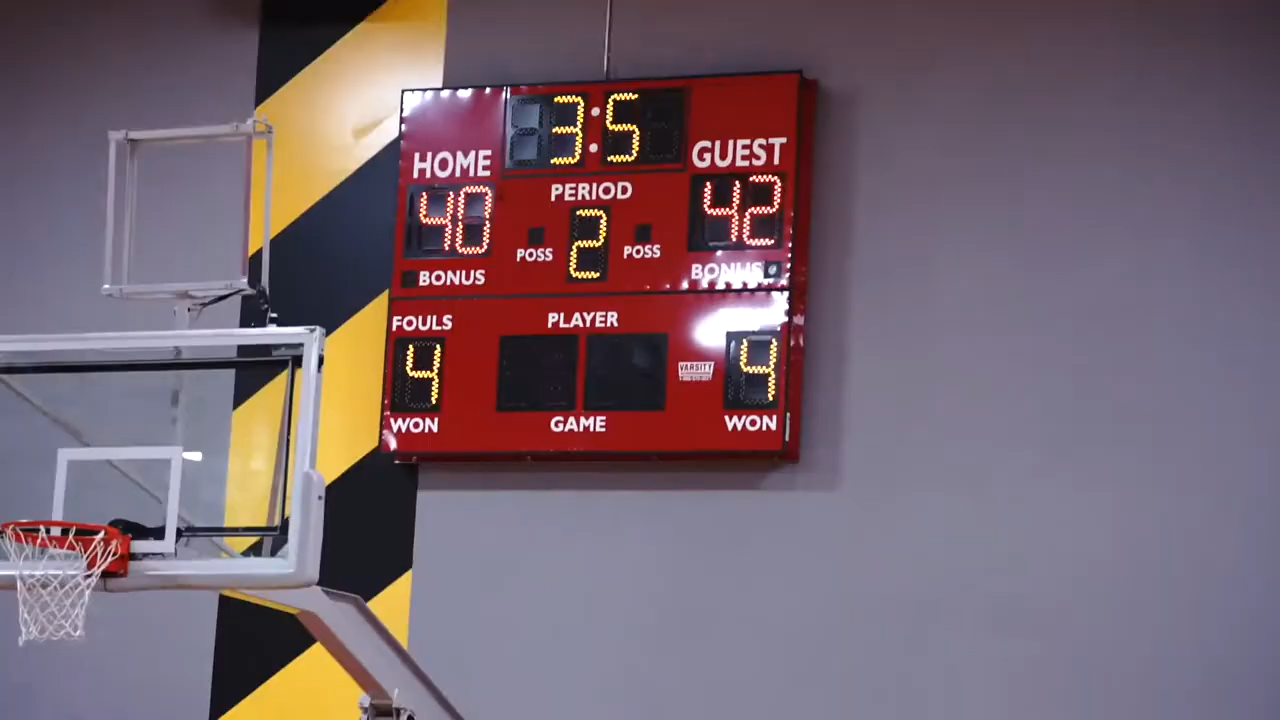 3:5
HOME GUEST
40 42
PERIOD
2
POSS POSS
BONUS BONUS
FOULS PLAYER
4 4
VARSITY
WON GAME WON